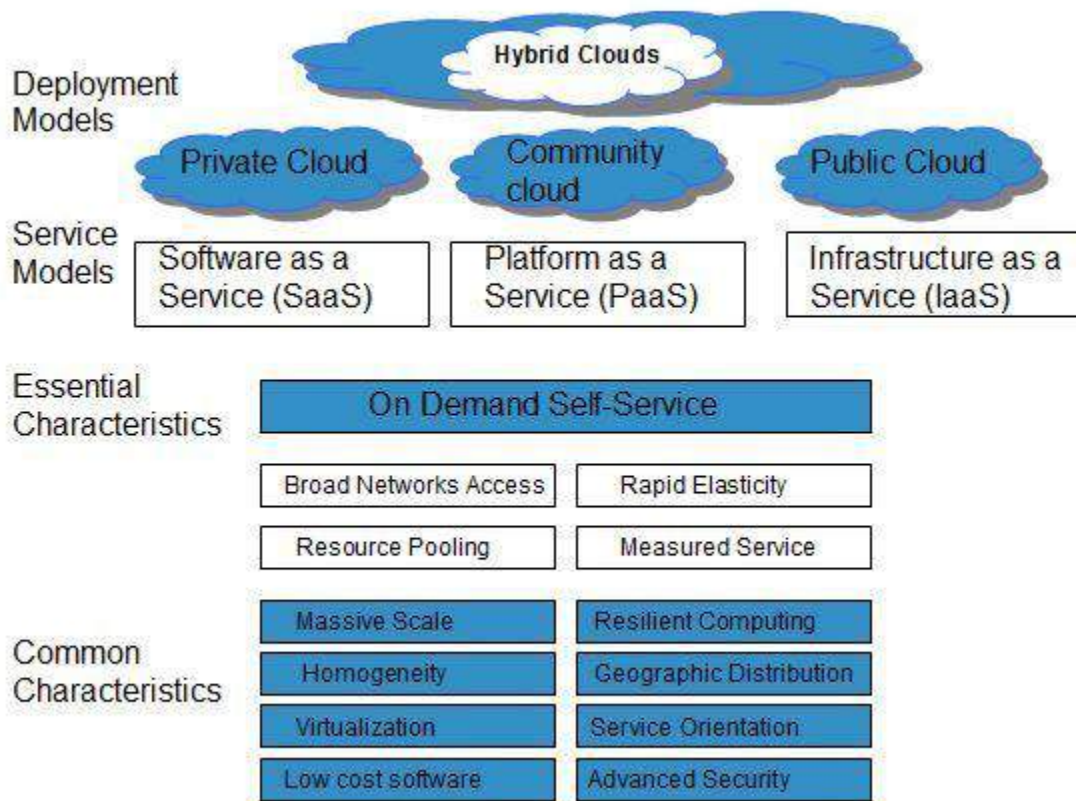 Hybrid Clouds
Deployment
Models
Private Cloud
Community
cloud
Public Cloud
Service
Models
Software as a
Service (SaaS)
Platform as a
Service (PaaS)
Infrastructure as a
Service (IaaS)
Essential
Characteristics
On Demand Self-Service
Broad Networks Access
Rapid Elasticity
Resource Pooling
Measured Service
Common
Characteristics
Massive Scale
Resilient Computing
Homogeneity
Geographic Distribution
Virtualization
Service Orientation
Low cost software
Advanced Security